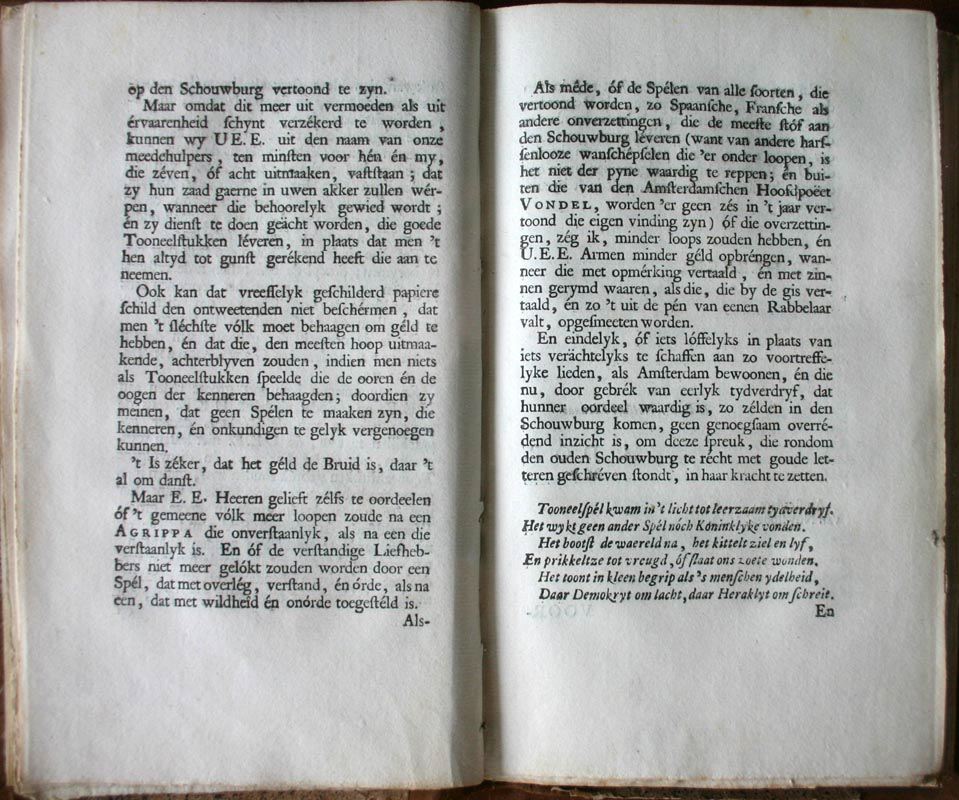 op den Schouwburg vertoond te zyn.
Maar omdat dit meer uit vermoeden als uit
érvaarenheid ſchynt verzékerd te worden,
kunnen wy U E. E. uit den naam van onze
meedehulpers, ten minſten voor hén én my,
die zéven, óf acht uitmaaken, vaſtſtaan; dat
zy hun zaad gaerne in uwen akker zullen wér-
pen, wanneer die behoorelyk gewied wordt;
én zy dienſt te doen geächt worden, die goede
Tooneelſtukken léveren, in plaats dat men 't
hen altyd tot gunſt gerékend heeft die aan te
neemen.
Ook kan dat vreeſſelyk geſchilderd papiere
ſchild den ontweetenden niet beſchérmen, dat
men 't ſléchſte vólk moet behaagen om géld te
hebben, én dat die, den meeſten hoop uitmaa-
kende, achterblyven zouden, indien men niets
als Tooneelſtukken ſpeelde die de ooren én de
oogen der kenneren behaagden; doordien zy
meinen, dat geen Spélen te maaken zyn, die
kenneren, én onkundigen te gelyk vergenoegen
kunnen.
't Is zéker, dat het géld de Bruid is, daar 't
al om danſt.
Maar E. E. Heeren gelieft zélfs te oordeelen
óf 't gemeene vólk meer loopen zoude na een
AGRIPPA die onverſtaanlyk, als na een die
verſtaanlyk is. En óf de verſtandige Liefheb-
bers niet meer gelókt zouden worden door een
Spél, dat met overlég, verſtand, én órde, als na
een, dat met wildheid én onórde toegeſtéld is.
Als-
Als méde, óf de Spélen van alle ſoorten, die
vertoond worden, zo Spaanſche, Franſche als
andere onverzettingen, die de meeſte ſtóf aan
den Schouwburg léveren (want van andere harſ-
ſenlooze wanſchépſelen die 'er onder loopen, is
het niet der pyne waardig te reppen; én bui-
ten die van den Amſterdamſchen Hoofdpoëet
VONDEL, worden 'er geen zés in 't jaar ver-
toond die eigen vinding zyn) óf die overzettin-
gen, zég ik, minder loops zouden hebben, én
U.E.E. Armen minder géld opbréngen, wan-
neer die met opmérking vertaald, én met zin-
nen gerymd waaren, als die, die by de gis ver-
taald, én zo 't uit de pén van eenen Rabbelaar
valt, opgeſmeeten worden.
En eindelyk, óf iets lóffelyks in plaats van
iets verächtelyks te ſchaffen aan zo voortreffe-
lyke lieden, als Amſterdam bewoonen, én die
nu, door gebrék van eerlyk tydverdryf, dat
hunner oordeel waardig is, zo zélden in den
Schouwburg komen, geen genoegſaam overré-
dend inzicht is, om deeze ſpreuk, die rondom
den ouden Schouwburg te récht met goude let-
teren geſchréven ſtondt, in haar kracht te zetten.
Tooneelſpél kwam in 't licht tot leerzaam tydverdryf.
Het wykt geen ander Spél nóch Koninklyke vonden.
Het bootſt de waereld na, het kittelt ziel en lyf,
En prikkeltze tot vreugd, óf ſlaat ons zoete wonden.
Het toont in kleen begrip al 's menſchen ydelheid,
Daar Demokryt om lacht, daar Heraklyt om ſchreit.
En